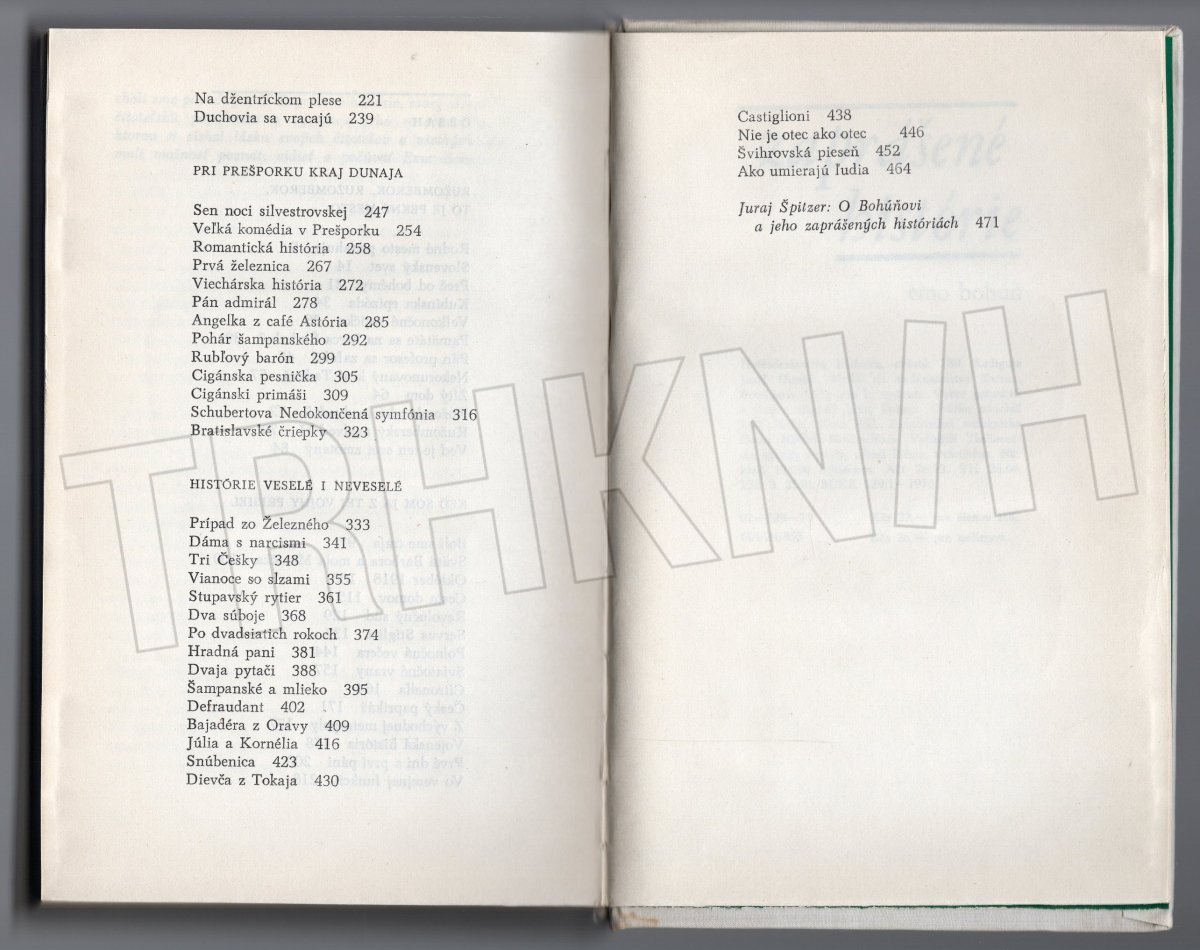 Na džentríckom plese 221
Duchovia sa vracajú 239
PRI PREŠPORKU KRAJ DUNAJA
Sen noci silvestrovskej 247
Veľká komédia v Prešporku 254
Romantická história 258
Prvá železnica 267
Viechárska história 272
Pán admirál 278
Angelka z café Astória 285
Pohár šampanského 292
Rubľový barón 299
Cigánska pesnička 305
Cigánski primáši 309
Schubertova Nedokončená symfónia 316
Bratislavské čriepky 323
HISTÓRIE VESELÉ I NEVESELÉ
Prípad zo Železného 333
Dáma s narcismi 341
Tri Češky 348
Vianoce so slzami 355
Stupavský rytier 361
Dva súboje 368
Po dvadsiatich rokoch 374
Hradná pani 381
Dvaja pytači 388
Šampanské a mlieko 395
Defraudant 402
Bajadéra z Oravy 409
Júlia a Kornélia 416
Snúbenica 423
Dievča z Tokaja 430
Castiglioni 438
Nie je otec ako otec 446
Švihrovská pieseň 452
Ako umierajú ľudia 464
Juraj Špitzer: O Bohúňovi
a jeho zaprášených históriách 471
TRHKNIH